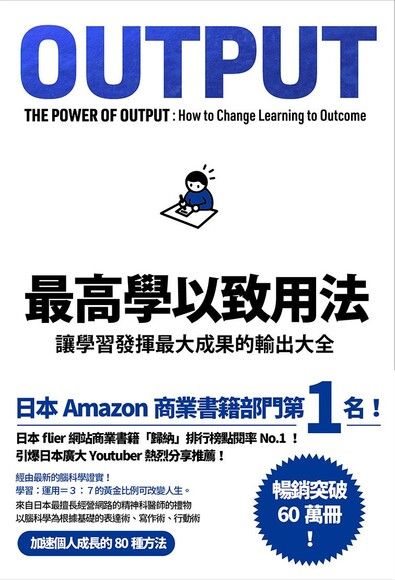 OUTPUT
THE POWER OF OUTPUT : How to Change Learning to Outcome
最高學以致用法
讓學習發揮最大成果的輸出大全
日本 Amazon 商業書籍部門第1名！
日本 flier 網站商業書籍「歸納」排行榜點閱率 No.1 ！
引爆日本廣大 Youtuber 熱烈分享推薦！
經由最新的腦科學證實！
學習：運用＝３：７的黃金比例可改變人生。
來自日本最擅長經營網路的精神科醫師的禮物
以腦科學為根據基礎的表達術、寫作術、行動術
加速個人成長的 80 種方法
暢銷突破
60 萬冊
！